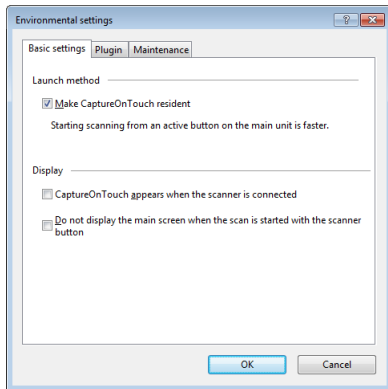 Environmental settings
Basic settings Plugin Maintenance
Launch method
Make CaptureOnTouch resident
Starting scanning from an active button on the main unit is faster.
Display
CaptureOnTouch appears when the scanner is connected
Do not display the main screen when the scan is started with the scanner
button
OK Cancel